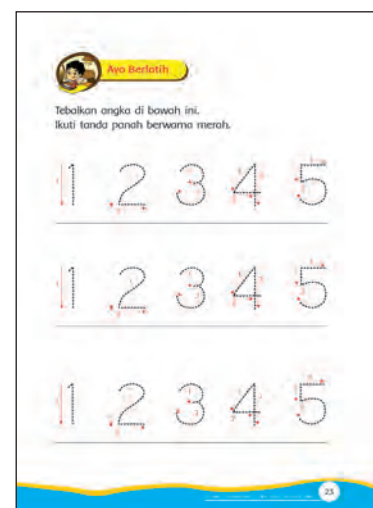 Ayo Berlatih
Tebalkan angka di bawah ini.
Ikuti tanda panah berwarna merah.
1 2 3 4 5
1 2 3 4 5
1 2 3 4 5
23